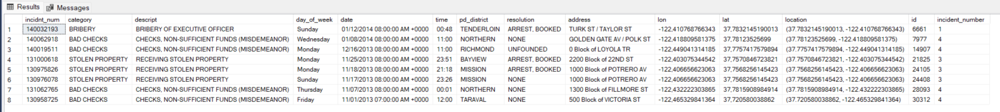 Results Messages
incidnt_num category descript day_of_week date time pd_district resolution address lon lat location id incident_number
1 140032193 BRIBERY BRIBERY OF EXECUTIVE OFFICER Sunday 01/12/2014 08:00:00 AM +0000 00:48 TENDERLOIN ARREST, BOOKED TURK ST / TAYLOR ST -122,410768766343 37,7832145190013 (37.7832145190013, -122.410768766343) 6661 1
2 140062918 BAD CHECKS CHECKS, NON-SUFFICIENT FUNDS (MISDEMEANOR) Wednesday 01/08/2014 08:00:00 AM +0000 11:00 NORTHERN NONE GOLDEN GATE AV / POLK ST -122,418809581375 37,78123525699 (37.78123525699, -122.418809581375) 7977 4
3 140019511 BAD CHECKS CHECKS, NON-SUFFICIENT FUNDS (MISDEMEANOR) Monday 12/16/2013 08:00:00 AM +0000 11:00 RICHMOND UNFOUNDED 0 Block of LOYOLA TR -122,449041314185 37,7757417579894 (37.7757417579894, -122.449041314185) 14907 4
4 131000618 STOLEN PROPERTY RECEIVING STOLEN PROPERTY Monday 11/25/2013 08:00:00 AM +0000 23:51 BAYVIEW ARREST, BOOKED 2200 Block of 22ND ST -122,403075344542 37,7570846723821 (37.7570846723821, -122.403075344542) 21825 3
5 130975826 STOLEN PROPERTY RECEIVING STOLEN PROPERTY Monday 11/18/2013 08:00:00 AM +0000 21:18 MISSION ARREST, BOOKED 1000 Block of POTRERO AV -122,406656623063 37,7568256145423 (37.7568256145423, -122.406656623063) 24105 3
6 130976078 STOLEN PROPERTY RECEIVING STOLEN PROPERTY Sunday 11/17/2013 08:00:00 AM +0000 23:26 MISSION NONE 1000 Block of POTRERO AV -122,406656623063 37,7568256145423 (37.7568256145423, -122.406656623063) 24408 3
7 131062765 BAD CHECKS CHECKS, NON-SUFFICIENT FUNDS (MISDEMEANOR) Thursday 11/07/2013 08:00:00 AM +0000 00:01 NORTHERN NONE 1300 Block of FILLMORE ST -122,432222303865 37,7815908984914 (37.7815908984914, -122.432222303865) 28093 4
8 130958725 BAD CHECKS CHECKS, NON-SUFFICIENT FUNDS (MISDEMEANOR) Friday 11/01/2013 07:00:00 AM +0000 12:00 TARAVAL NONE 500 Block of VICTORIA ST -122,465329841364 37,720580038862 (37.720580038862, -122.465329841364) 30312 4